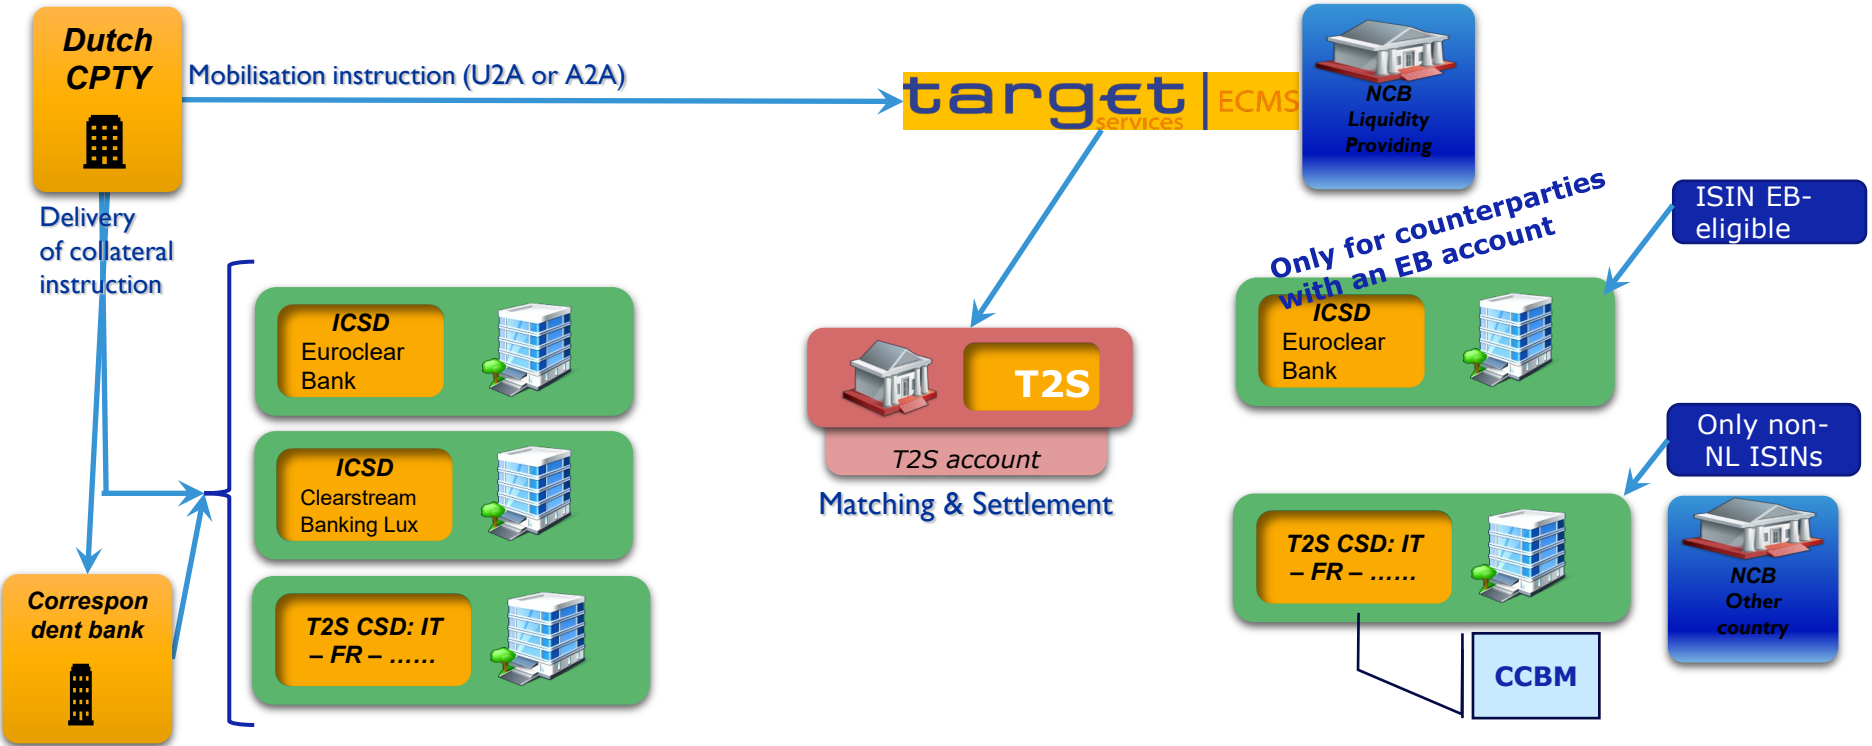 Dutch
CPTY
Mobilisation instruction (U2A or A2A)
target
services
ECMS
NCB
Liquidity
Providing
Delivery
of collateral
instruction
ICSD
Euroclear
Bank
ICSD
Clearstream
Banking Lux
T2S CSD: IT
– FR – ……
Correspon
dent bank
T2S
T2S account
Matching & Settlement
Only for counterparties
with an EB account
ISIN EB-
eligible
ICSD
Euroclear
Bank
Only non-
NL ISINs
T2S CSD: IT
– FR – ……
NCB
Other
country
CCBM